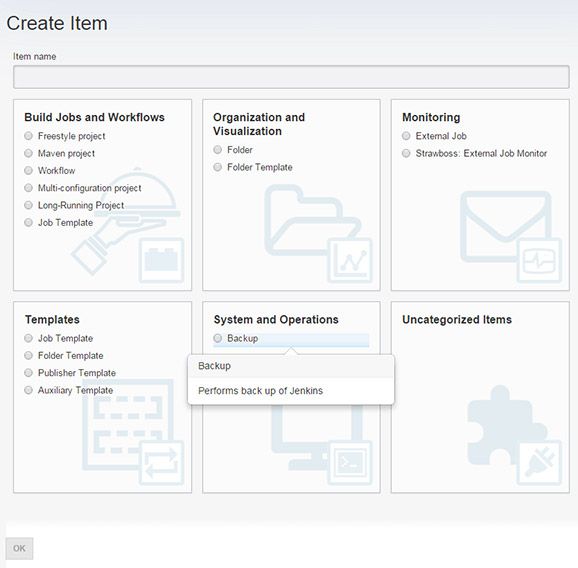 Create Item
Item name
Build Jobs and Workflows
Freestyle project
Maven project
Workflow
Multi-configuration project
Long-Running Project
Job Template
Organization and
Visualization
Folder
Folder Template
Monitoring
External Job
Strawboss: External Job Monitor
Templates
Job Template
Folder Template
Publisher Template
Auxiliary Template
System and Operations
Backup
Backup
Performs back up of Jenkins
Uncategorized Items
OK